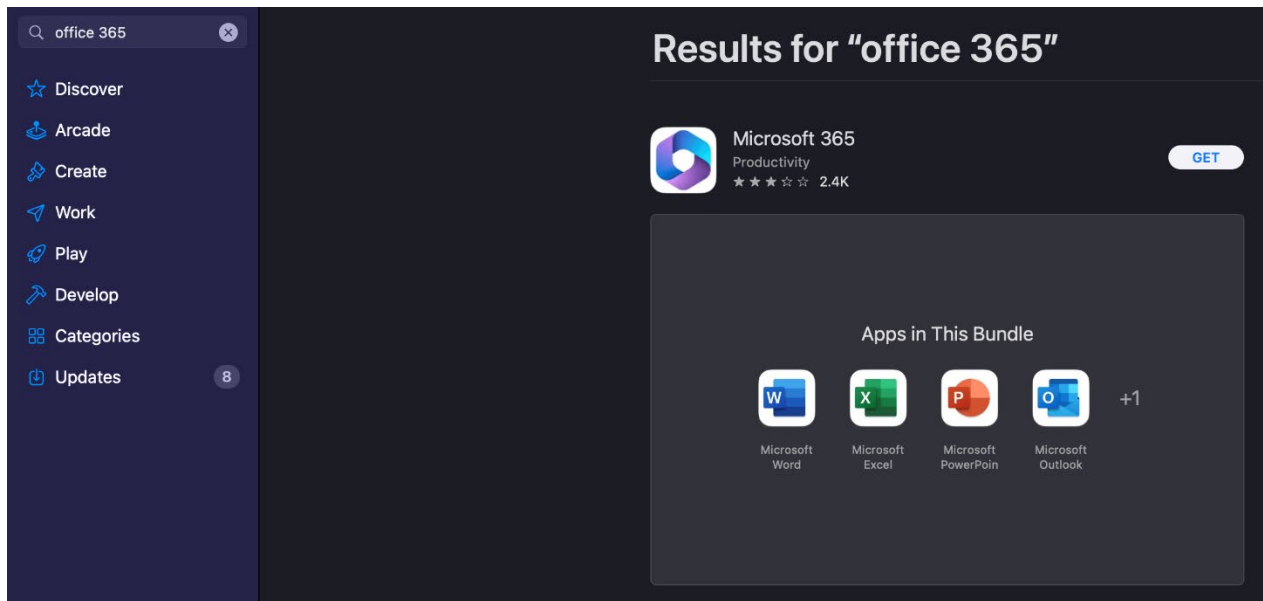 office 365
Discover
Arcade
Create
Work
Play
Develop
Categories
Updates 8
Results for “office 365”
Microsoft 365
Productivity
2.4K
GET
Apps in This Bundle
W X P O +1
Microsoft Microsoft Microsoft Microsoft
Word Excel PowerPoin Outlook